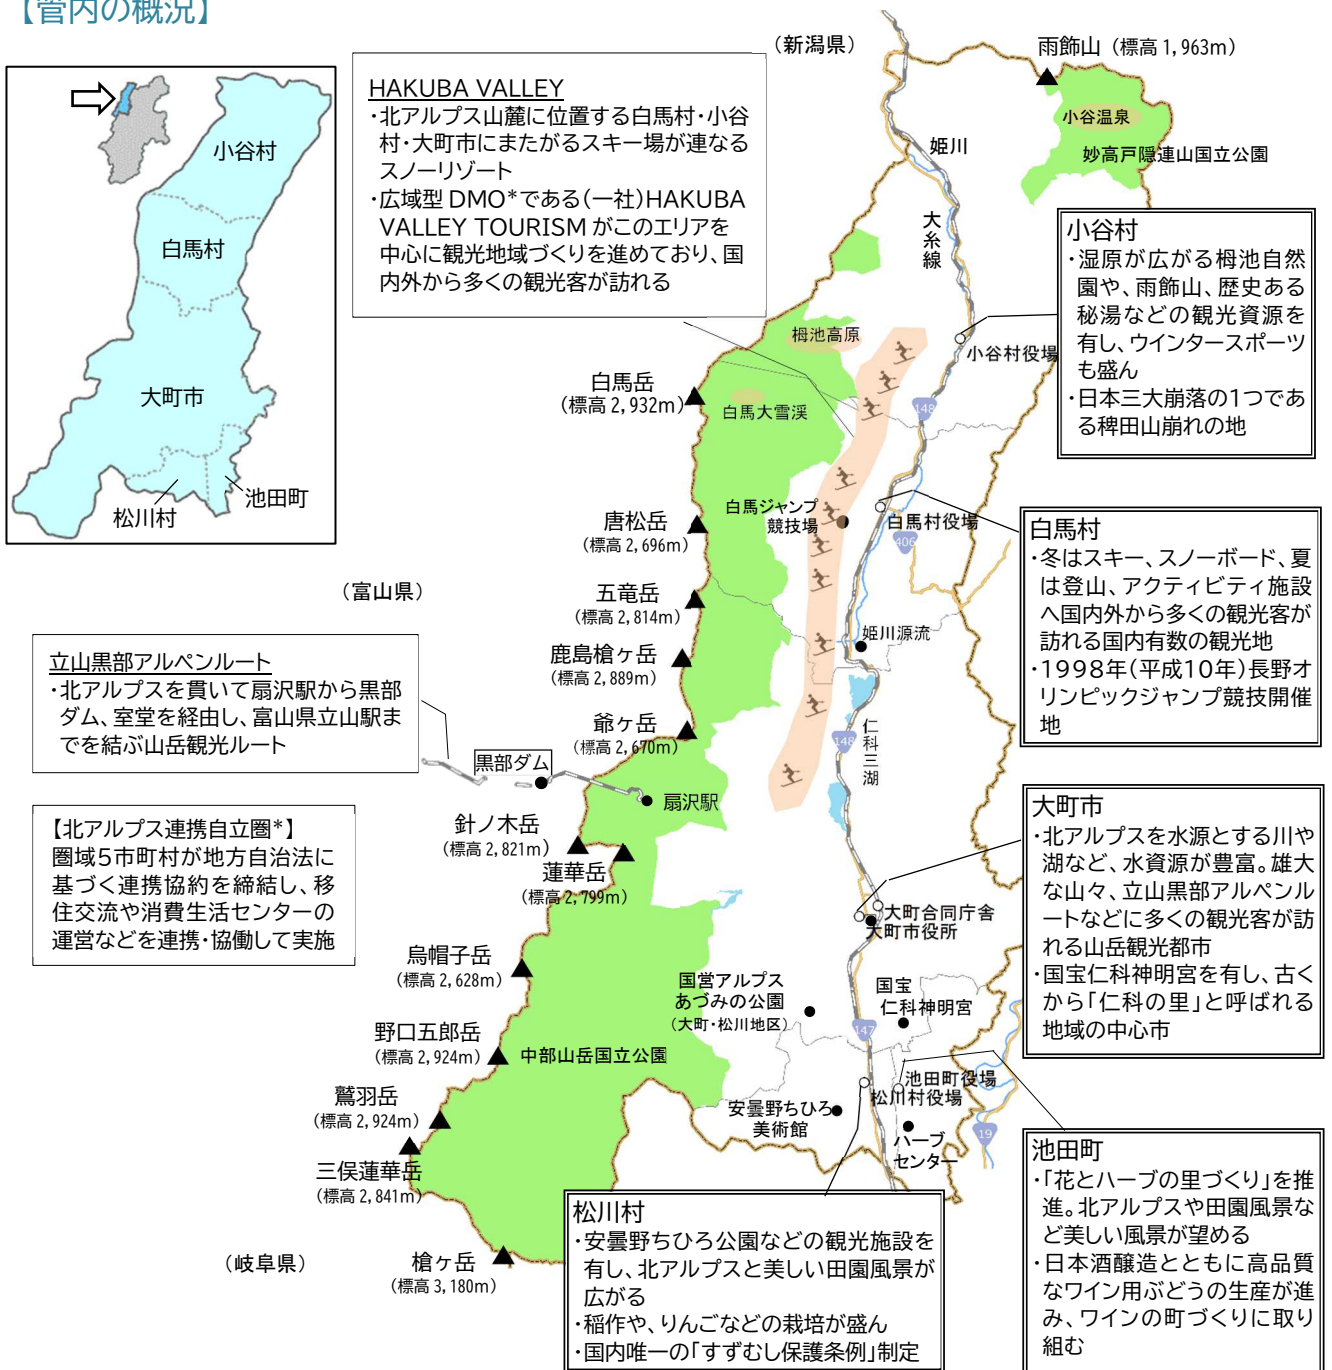 【管内の概況】
小谷村
白馬村
大町市
池田町
松川村
HAKUBA VALLEY
・北アルプス山麓に位置する白馬村・小谷
村・大町市にまたがるスキー場が連なる
スノーリゾート
・広域型 DMO*である(一社)HAKUBA
VALLEY TOURISM がこのエリアを
中心に観光地域づくりを進めており、国
内外から多くの観光客が訪れる
（新潟県）
雨飾山（標高 1,963m）
小谷温泉
妙高戸隠連山国立公園
姫川
大糸線
小谷村
・湿原が広がる栂池自然
園や、雨飾山、歴史ある
秘湯などの観光資源を
有し、ウインタースポーツ
も盛ん
・日本三大崩落の1つであ
る稗田山崩れの地
栂池高原
小谷村役場
白馬岳
（標高 2,932m）
白馬大雪渓
148
唐松岳
（標高 2,696m）
白馬ジャンプ
競技場
白馬村役場
406
白馬村
・冬はスキー、スノーボード、夏
は登山、アクティビティ施設
へ国内外から多くの観光客が
訪れる国内有数の観光地
・1998年(平成10年)長野オ
リンピックジャンプ競技開催
地
（富山県）
五竜岳
（標高 2,814m）
姫川源流
鹿島槍ヶ岳
（標高 2,889m）
爺ヶ岳
（標高 2,670m）
148
仁科三湖
立山黒部アルペンルート
・北アルプスを貫いて扇沢駅から黒部
ダム、室堂を経由し、富山県立山駅ま
でを結ぶ山岳観光ルート
黒部ダム
扇沢駅
【北アルプス連携自立圏*】
圏域5市町村が地方自治法に
基づく連携協約を締結し、移
住交流や消費生活センターの
運営などを連携・協働して実施
針ノ木岳
（標高 2,821m）
蓮華岳
（標高 2,799m）
大町市
・北アルプスを水源とする川や
湖など、水資源が豊富。雄大
な山々、立山黒部アルペンル
ートなどに多くの観光客が訪
れる山岳観光都市
・国宝仁科神明宮を有し、古く
から「仁科の里」と呼ばれる
地域の中心市
大町合同庁舎
大町市役所
烏帽子岳
（標高 2,628m）
国営アルプス
あづみの公園
（大町・松川地区）
国宝
仁科神明宮
147
野口五郎岳
（標高 2,924m）
中部山岳国立公園
池田町役場
松川村役場
鷲羽岳
（標高 2,924m）
安曇野ちひろ
美術館
ハーブ
センター
19
三俣蓮華岳
（標高 2,841m）
池田町
・「花とハーブの里づくり」を推
進。北アルプスや田園風景な
ど美しい風景が望める
・日本酒醸造とともに高品質
なワイン用ぶどうの生産が進
み、ワインの町づくりに取り
組む
松川村
・安曇野ちひろ公園などの観光施設を
有し、北アルプスと美しい田園風景が
広がる
・稲作や、りんごなどの栽培が盛ん
・国内唯一の「すずむし保護条例」制定
（岐阜県）
槍ヶ岳
（標高 3,180m）